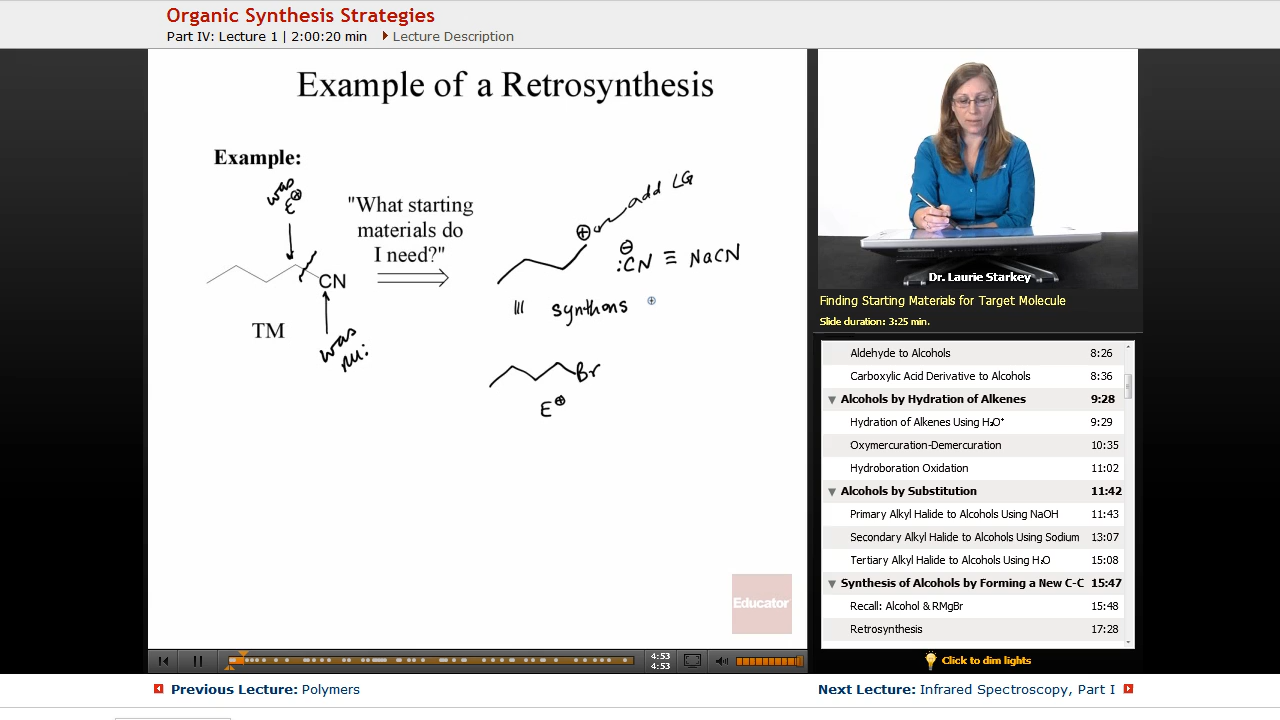 Organic Synthesis Strategies
Part IV: Lecture 1 | 2:00:20 min Lecture Description
Example of a Retrosynthesis
Example:
was
E⊕
CN
TM
was
Nu:
"What starting
materials do
I need?"
add LG
⊕
⊖
:CN ≡ NaCN
||| synthons
Br
E⊕
Educator
Dr. Laurie Starkey
Finding Starting Materials for Target Molecule
Slide duration: 3:25 min.
Aldehyde to Alcohols 8:26
Carboxylic Acid Derivative to Alcohols 8:36
Alcohols by Hydration of Alkenes 9:28
Hydration of Alkenes Using H₃O⁺ 9:29
Oxymercuration-Demercuration 10:35
Hydroboration Oxidation 11:02
Alcohols by Substitution 11:42
Primary Alkyl Halide to Alcohols Using NaOH 11:43
Secondary Alkyl Halide to Alcohols Using Sodium 13:07
Tertiary Alkyl Halide to Alcohols Using H₂O 15:08
Synthesis of Alcohols by Forming a New C-C 15:47
Recall: Alcohol & RMgBr 15:48
Retrosynthesis 17:28
4:53
4:53
Click to dim lights
Previous Lecture: Polymers
Next Lecture: Infrared Spectroscopy, Part I